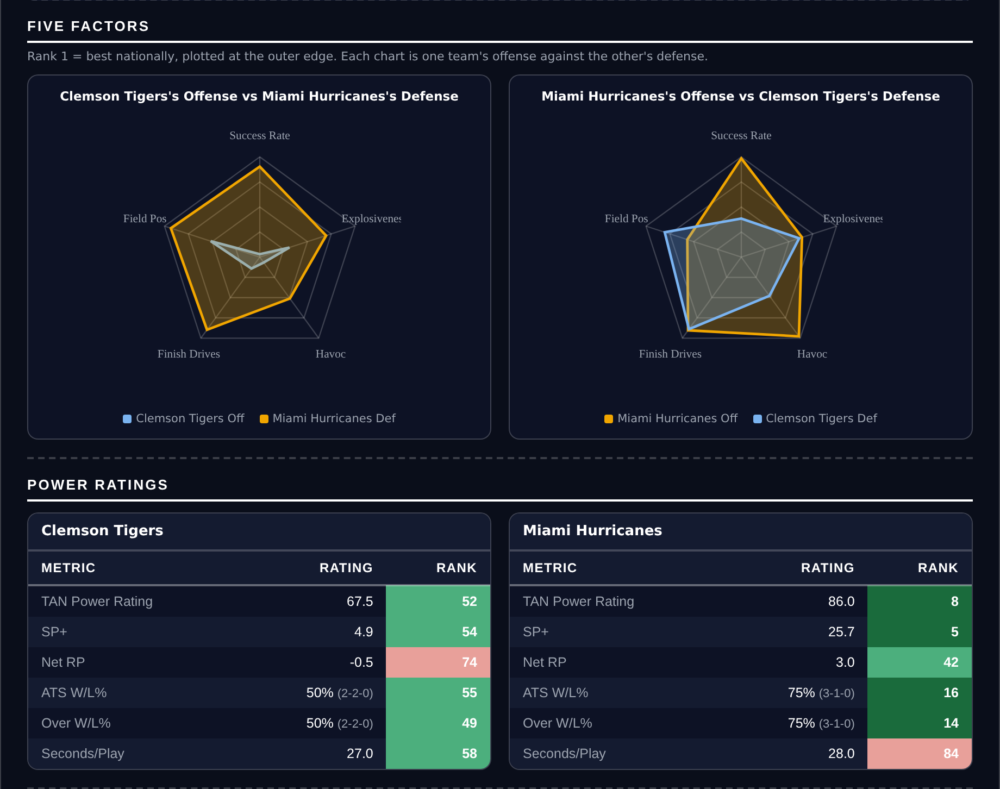 FIVE FACTORS
Rank 1 = best nationally, plotted at the outer edge. Each chart is one team's offense against the other's defense.
Clemson Tigers's Offense vs Miami Hurricanes's Defense
Success Rate
Field Pos
Explosivenes
Finish Drives
Havoc
Clemson Tigers Off
Miami Hurricanes Def
Miami Hurricanes's Offense vs Clemson Tigers's Defense
Success Rate
Field Pos
Explosivenes
Finish Drives
Havoc
Miami Hurricanes Off
Clemson Tigers Def
POWER RATINGS
Clemson Tigers
METRIC RATING RANK
TAN Power Rating 67.5 52
SP+ 4.9 54
Net RP -0.5 74
ATS W/L% 50% (2-2-0) 55
Over W/L% 50% (2-2-0) 49
Seconds/Play 27.0 58
Miami Hurricanes
METRIC RATING RANK
TAN Power Rating 86.0 8
SP+ 25.7 5
Net RP 3.0 42
ATS W/L% 75% (3-1-0) 16
Over W/L% 75% (3-1-0) 14
Seconds/Play 28.0 84